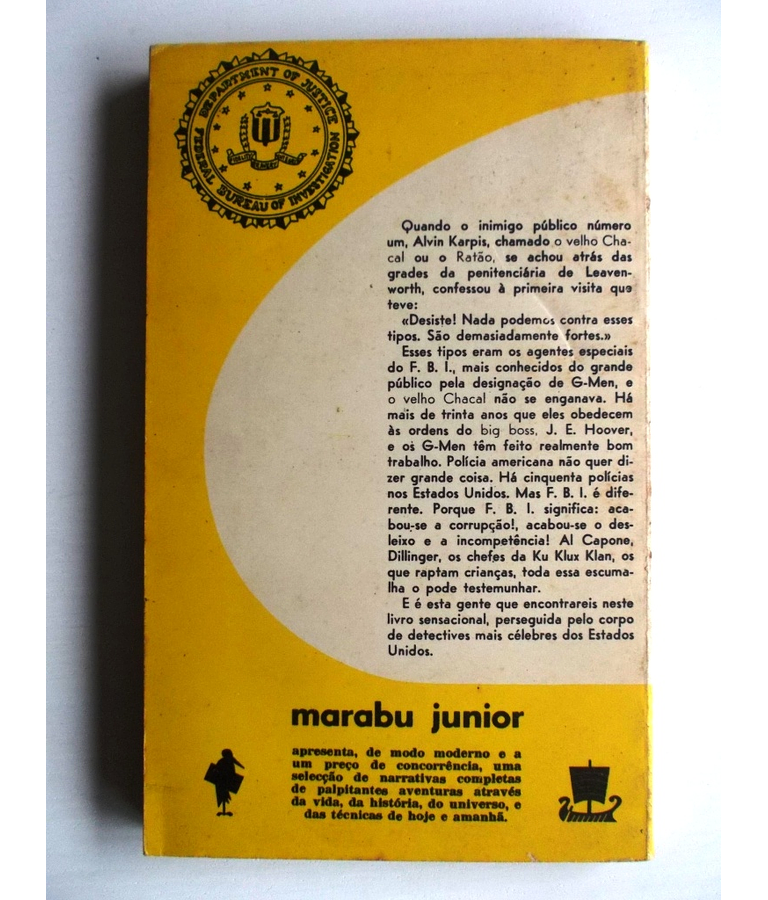 DEPARTMENT OF JUSTICE
FEDERAL BUREAU OF INVESTIGATION
Quando o inimigo público número
um, Alvin Karpis, chamado o velho Cha-
cal ou o Ratão, se achou atrás das
grades da penitenciária de Leaven-
worth, confessou à primeira visita que
teve:
«Desiste! Nada podemos contra esses
tipos. São demasiadamente fortes.»
Esses tipos eram os agentes especiais
do F. B. I., mais conhecidos do grande
público pela designação de G-Men, e
o velho Chacal não se enganava. Há
mais de trinta anos que eles obedecem
às ordens do big boss, J. E. Hoover,
e os G-Men têm feito realmente bom
trabalho. Polícia americana não quer di-
zer grande coisa. Há cinquenta polícias
nos Estados Unidos. Mas F. B. I. é dife-
rente. Porque F. B. I. significa: aca-
bou-se a corrupção!, acabou-se o des-
leixo e a incompetência! Al Capone,
Dillinger, os chefes da Ku Klux Klan, os
que raptam crianças, toda essa escuma-
lha o pode testemunhar.
E é esta gente que encontrareis neste
livro sensacional, perseguida pelo corpo
de detectives mais célebres dos Estados
Unidos.
marabu junior
apresenta, de modo moderno e a
um preço de concorrência, uma
selecção de narrativas completas
de palpitantes aventuras através
da vida, da história, do universo, e
das técnicas de hoje e amanhã.